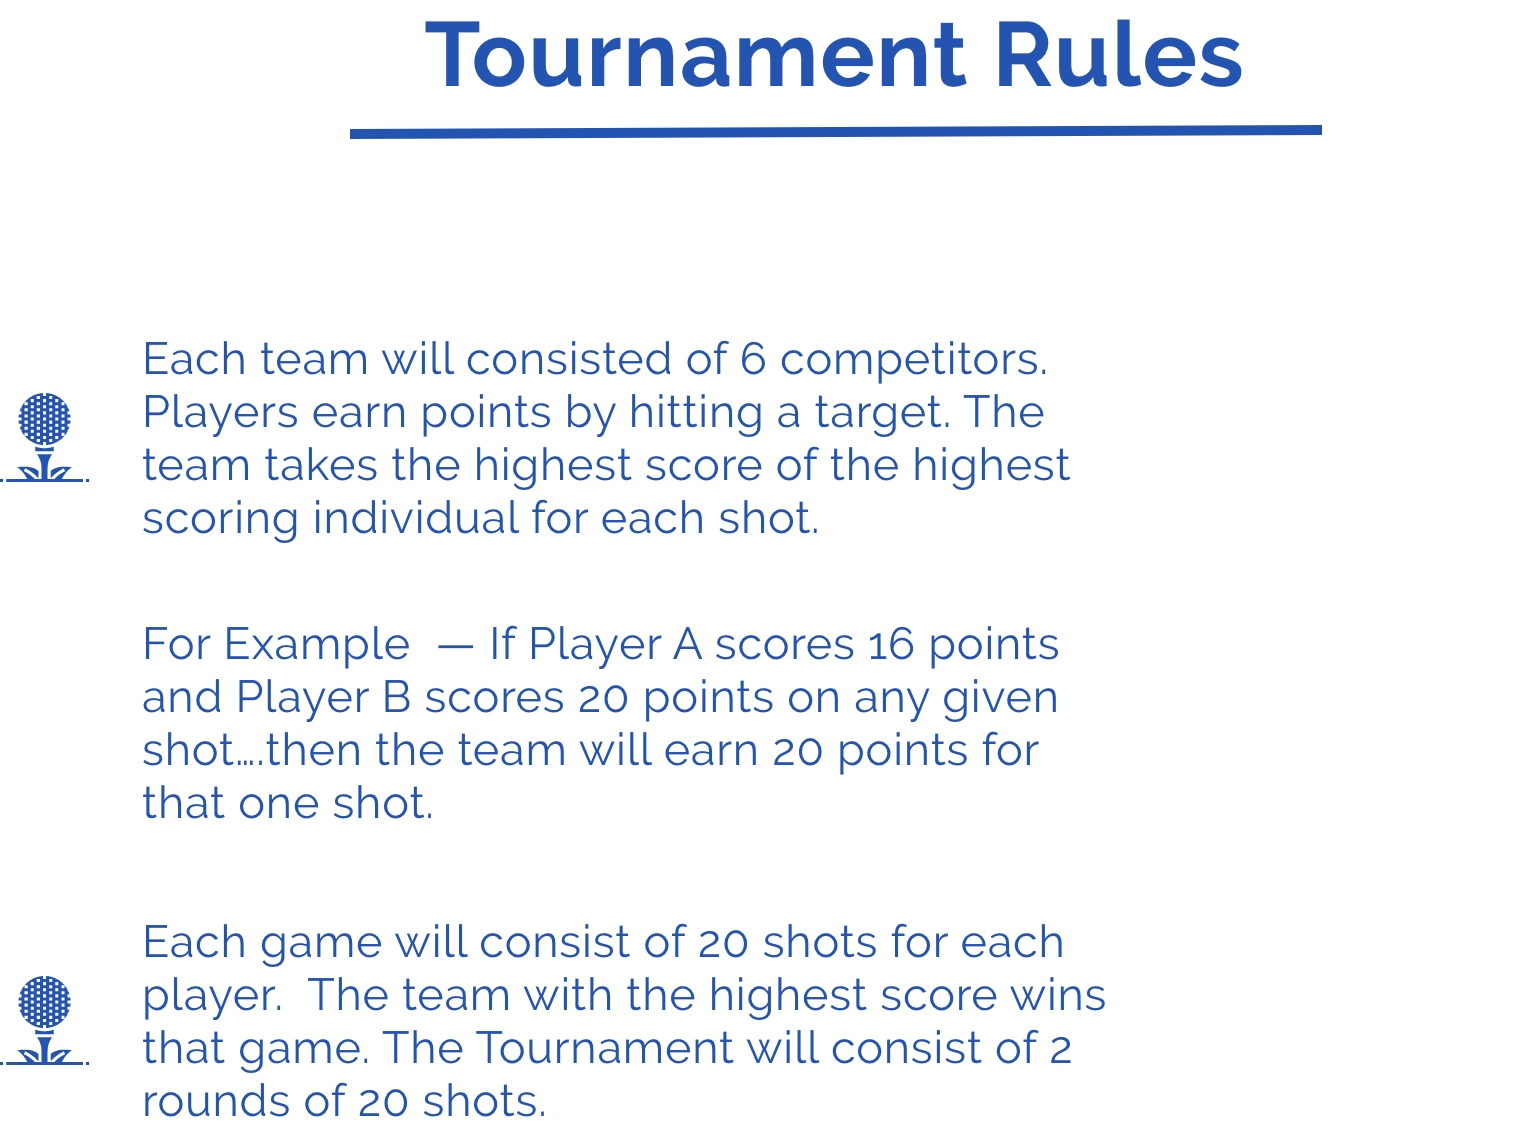 Tournament Rules
Each team will consisted of 6 competitors.
Players earn points by hitting a target. The
team takes the highest score of the highest
scoring individual for each shot.
For Example  — If Player A scores 16 points
and Player B scores 20 points on any given
shot….then the team will earn 20 points for
that one shot.
Each game will consist of 20 shots for each
player.  The team with the highest score wins
that game. The Tournament will consist of 2
rounds of 20 shots.